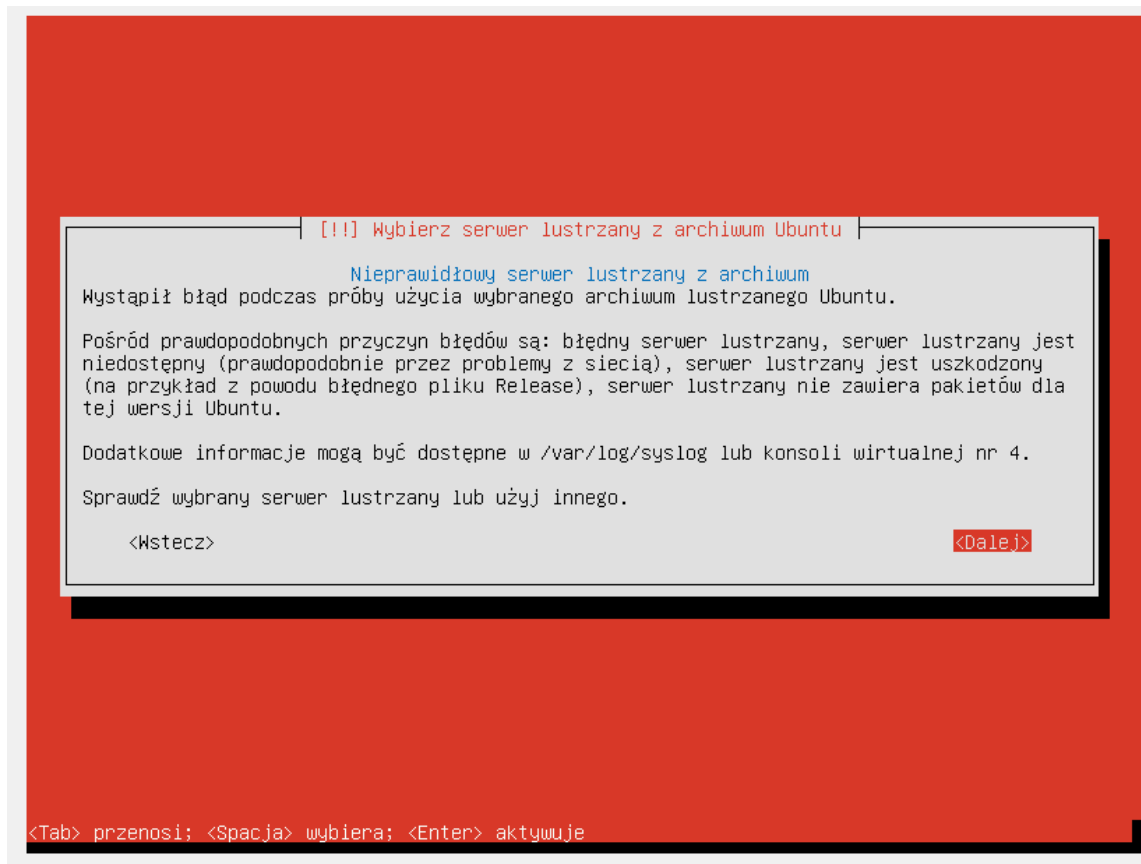 [!!] Wybierz serwer lustrzany z archiwum Ubuntu
Nieprawidłowy serwer lustrzany z archiwum
Wystąpił błąd podczas próby użycia wybranego archiwum lustrzanego Ubuntu.
Pośród prawdopodobnych przyczyn błędów są: błędny serwer lustrzany, serwer lustrzany jest
niedostępny (prawdopodobnie przez problemy z siecią), serwer lustrzany jest uszkodzony
(na przykład z powodu błędnego pliku Release), serwer lustrzany nie zawiera pakietów dla
tej wersji Ubuntu.
Dodatkowe informacje mogą być dostępne w /var/log/syslog lub konsoli wirtualnej nr 4.
Sprawdź wybrany serwer lustrzany lub użyj innego.
<Wstecz> <Dalej>
<Tab> przenosi; <Spacja> wybiera; <Enter> aktywuje